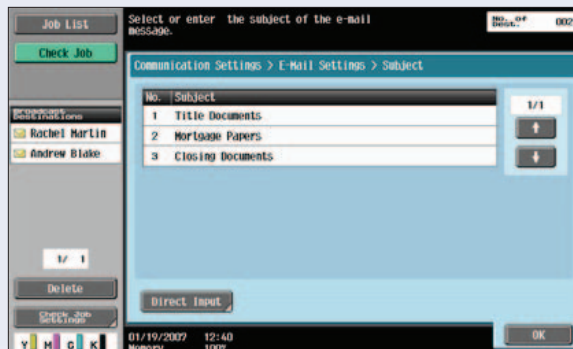 Job List
Select or enter the subject of the e-mail
message.
No. of
Dest.
002
Check Job
Communication Settings > E-Mail Settings > Subject
No. Subject
1 Title Documents
2 Mortgage Papers
3 Closing Documents
1/1
Broadcast
Destinations
Rachel Martin
Andrew Blake
1/ 1
Delete
Check Job
Settings
Direct Input
Y M C K
01/19/2007 12:40
Memory 100%
OK